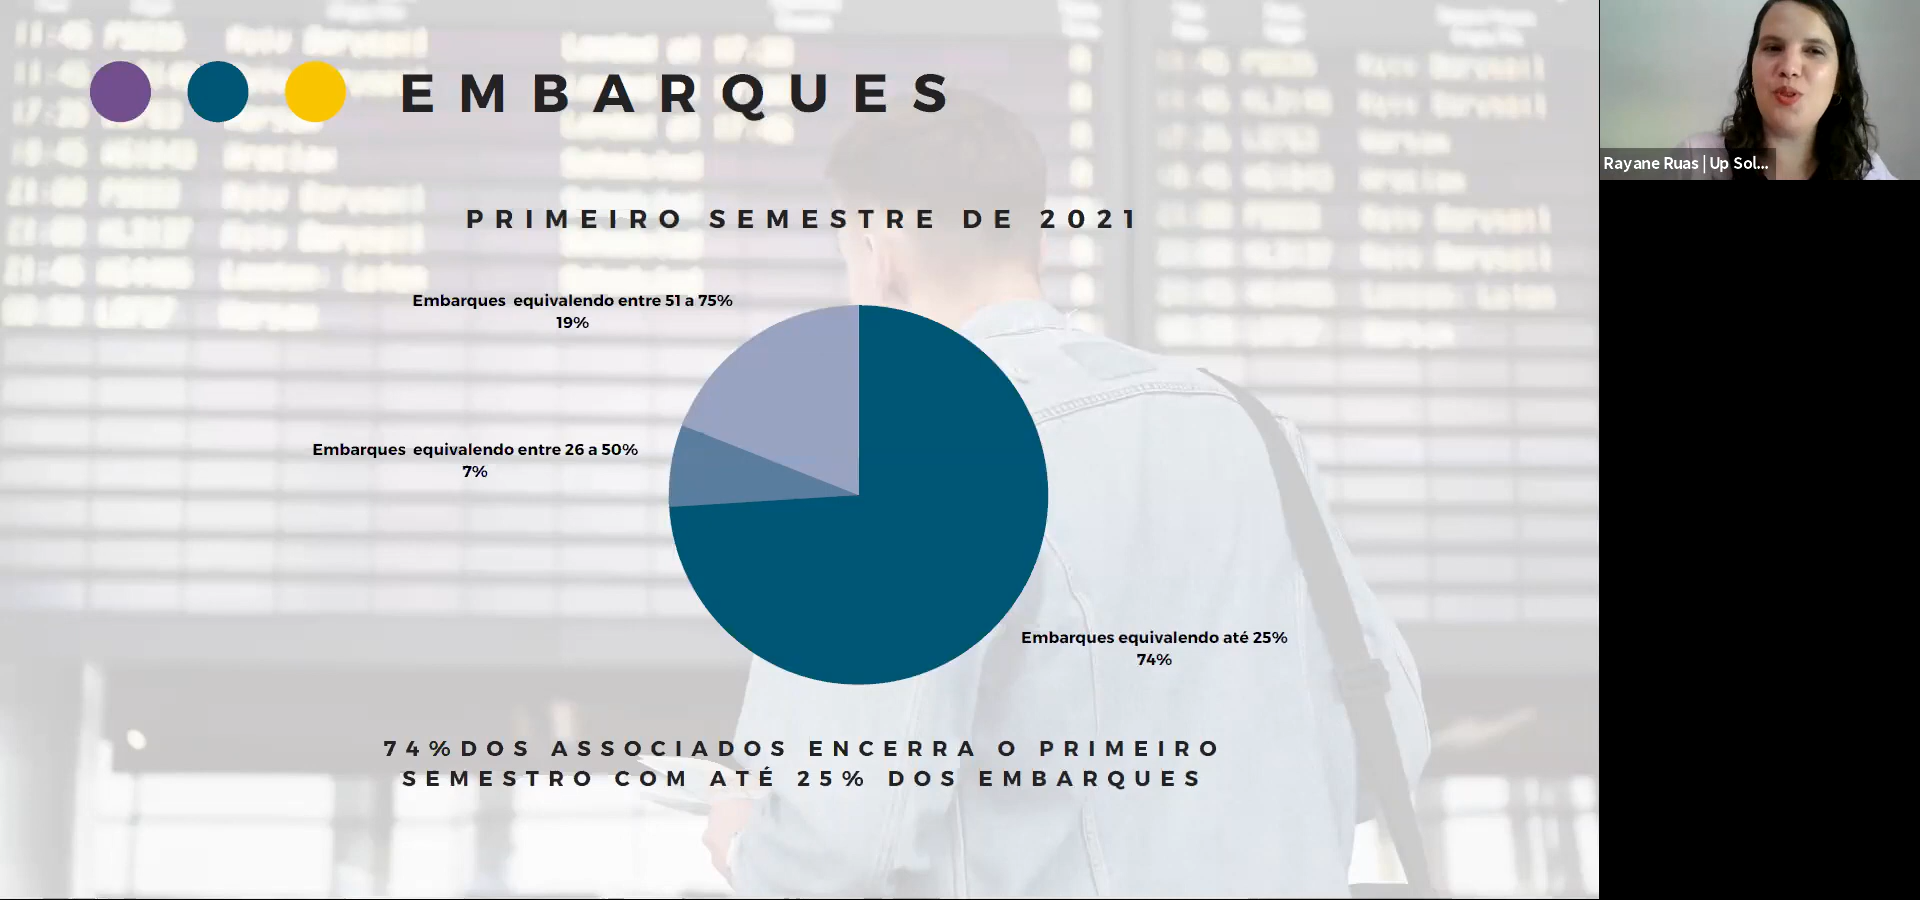 EMBARQUES
PRIMEIRO SEMESTRE DE 2021
Embarques equivalendo entre 51 a 75%
19%
Embarques equivalendo entre 26 a 50%
7%
Embarques equivalendo até 25%
74%
74%DOS ASSOCIADOS ENCERRA O PRIMEIRO
SEMESTRO COM ATÉ 25% DOS EMBARQUES
Rayane Ruas | Up Sol...